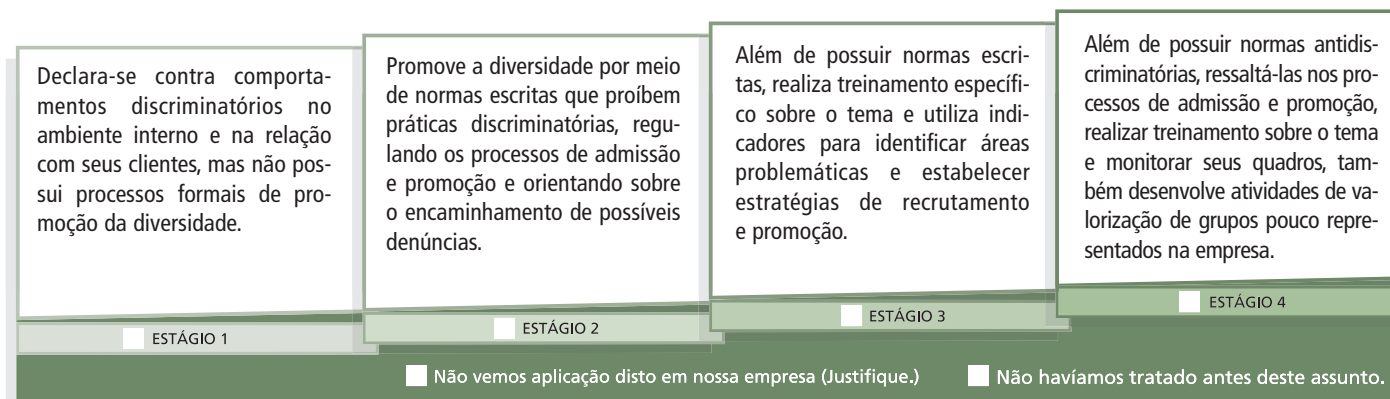 Declara-se contra comporta-
mentos discriminatórios no
ambiente interno e na relação
com seus clientes, mas não pos-
sui processos formais de pro-
moção da diversidade.
ESTÁGIO 1
Promove a diversidade por meio
de normas escritas que proíbem
práticas discriminatórias, regu-
lando os processos de admissão
e promoção e orientando sobre
o encaminhamento de possíveis
denúncias.
ESTÁGIO 2
Além de possuir normas escri-
tas, realiza treinamento específi-
co sobre o tema e utiliza indi-
cadores para identificar áreas
problemáticas e estabelecer
estratégias de recrutamento
e promoção.
ESTÁGIO 3
Além de possuir normas antidis-
criminatórias, ressaltá-las nos pro-
cessos de admissão e promoção,
realizar treinamento sobre o tema
e monitorar seus quadros, tam-
bém desenvolve atividades de va-
lorização de grupos pouco repre-
sentados na empresa.
ESTÁGIO 4
Não vemos aplicação disto em nossa empresa (Justifique.)
Não havíamos tratado antes deste assunto.